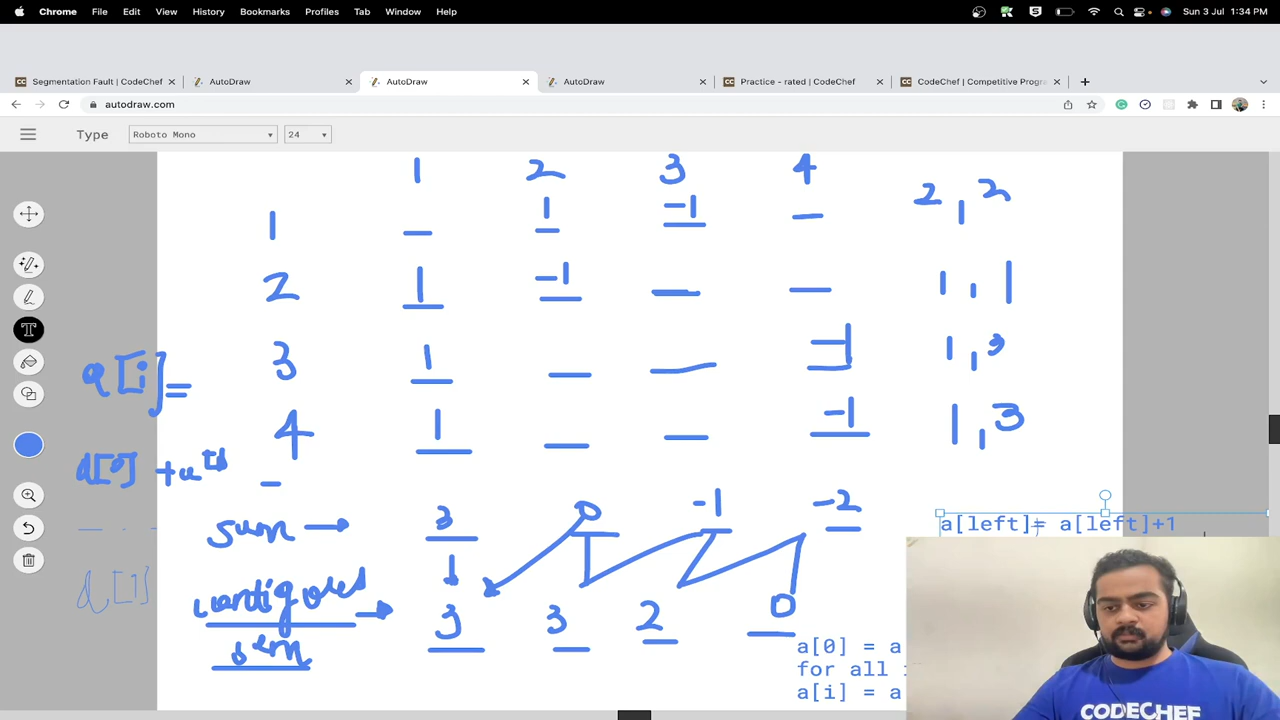 Chrome File Edit View History Bookmarks Profiles Tab Window Help Sun 3 Jul 1:34 PM
Segmentation Fault | CodeChef AutoDraw AutoDraw AutoDraw Practice - rated | CodeChef CodeChef | Competitive Progra
autodraw.com
Type Roboto Mono 24
1 2 3 4
1 _ 1 -1 _ 2,2
2 1 -1 _ _ 1,1
3 1 _ _ -1 1,3
4 1 _ _ -1 1,3
a[i]=
d[0] +
sum → 3 0 -1 -2
a[left]= a[left]+1
d[1]
→ 3 3 2 0
sum
a[0] = a
for all
a[i] = a
CODECHEF